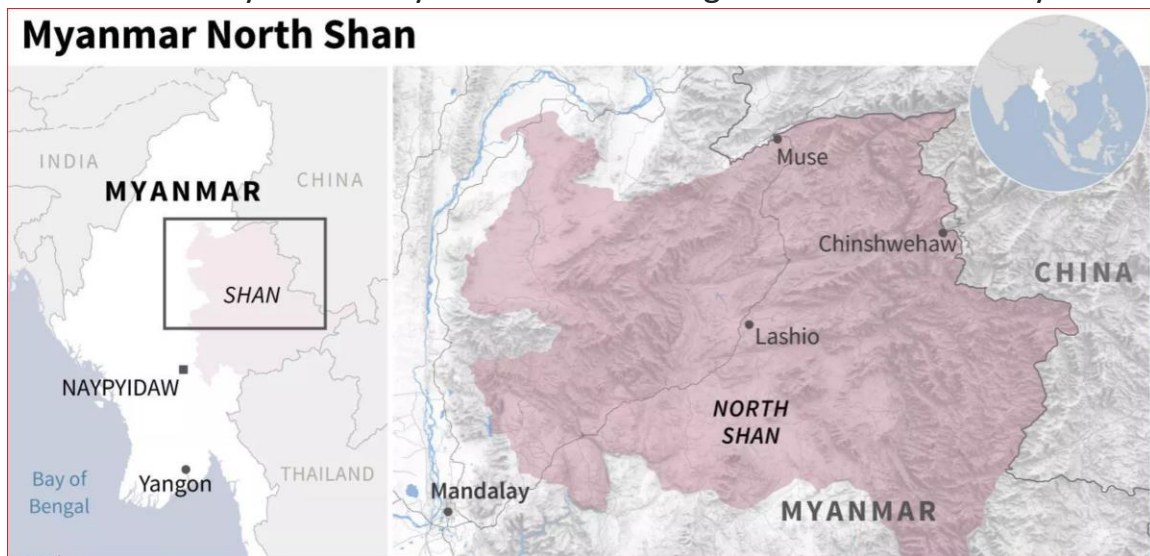 Myanmar North Shan
INDIA
CHINA
MYANMAR
SHAN
NAYPYIDAW
Yangon
THAILAND
Bay of
Bengal
Muse
Chinshwehaw
CHINA
Lashio
NORTH
SHAN
Mandalay
MYANMAR